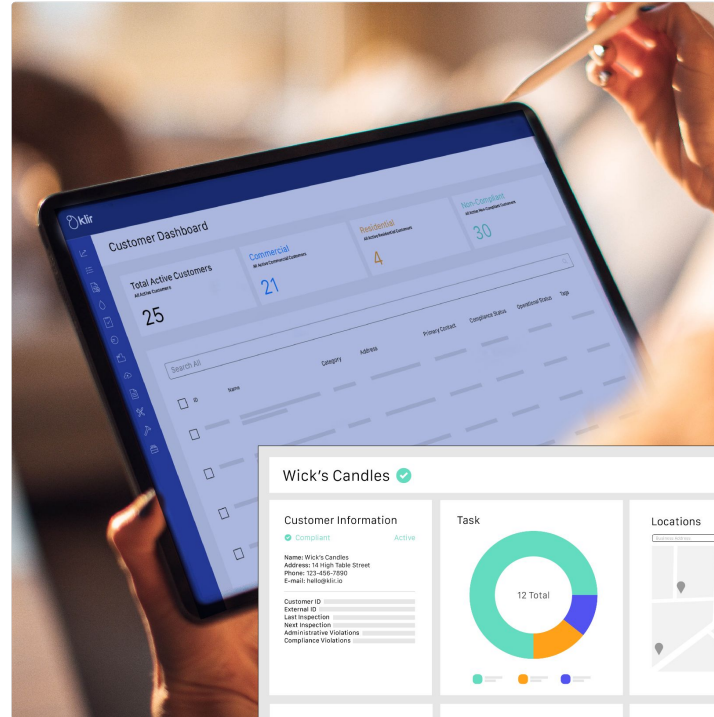 klir
Customer Dashboard
Total Active Customers
All Active Customers
25
Commercial
All Active Commercial Customers
21
Residential
All Active Residential Customers
4
Non-Compliant
All Active Non-Compliant Customers
30
Search All
ID Name Category Address Primary Contact Compliance Status Operational Status Tags
Wick's Candles
Customer Information
Compliant Active
Name: Wick's Candles
Address: 14 High Table Street
Phone: 123-456-7890
E-mail: hello@klir.io
Customer ID
External ID
Last Inspection
Next Inspection
Administrative Violations
Compliance Violations
Task
12 Total
Locations